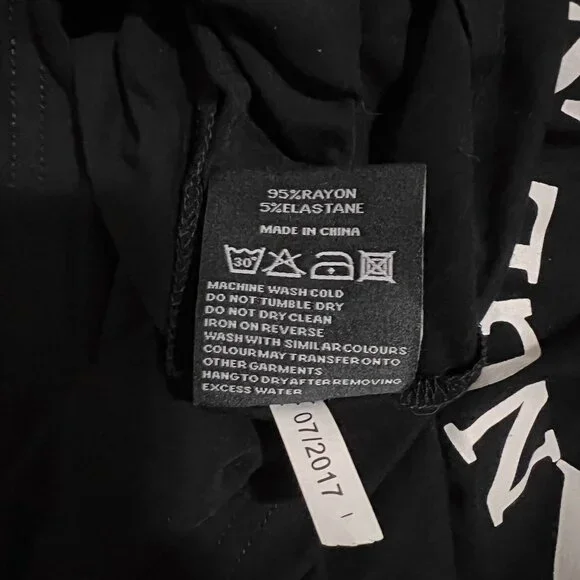 95%RAYON
5%ELASTANE
MADE IN CHINA
30°
MACHINE WASH COLD
DO NOT TUMBLE DRY
DO NOT DRY CLEAN
IRON ON REVERSE
WASH WITH SIMILAR COLOURS
COLOUR MAY TRANSFER ONTO
OTHER GARMENTS
HANG TO DRY AFTER REMOVING
EXCESS WATER
07/2017